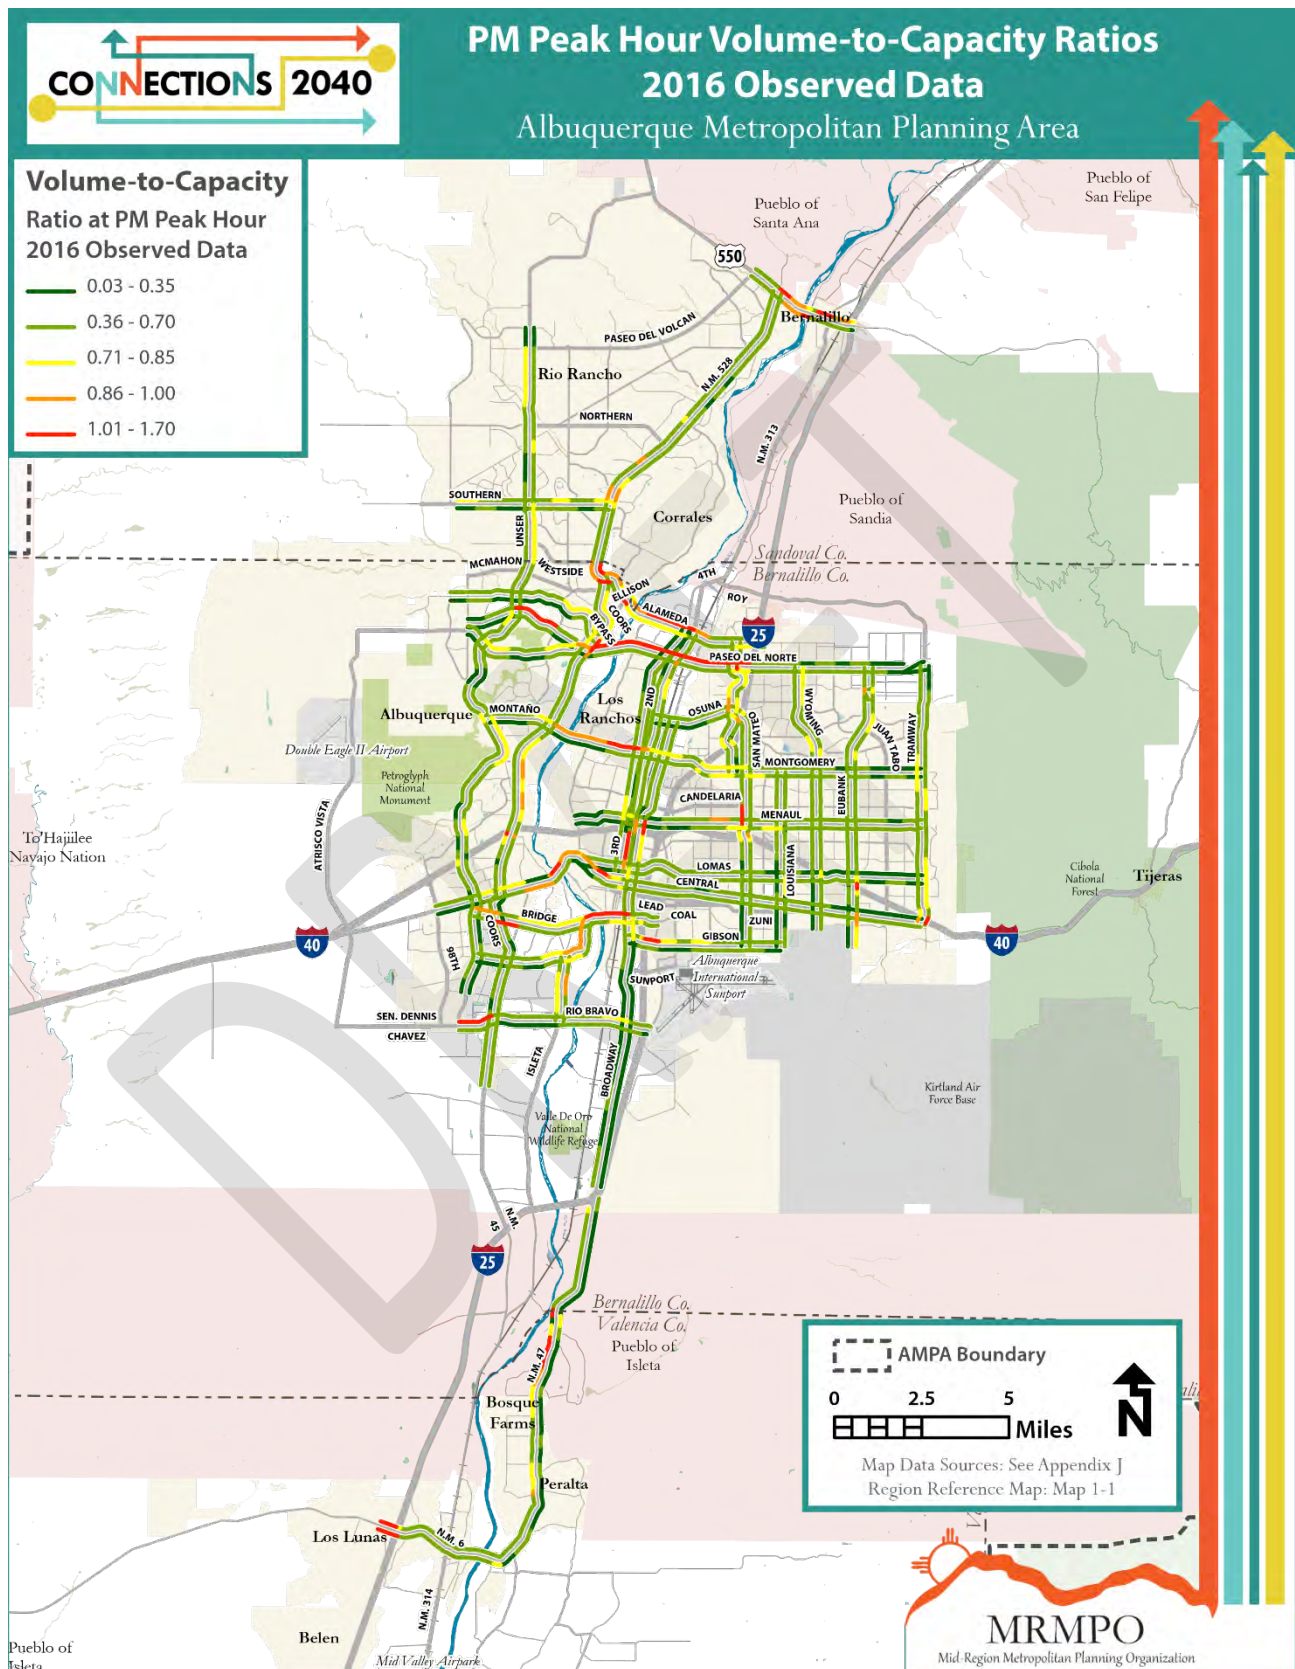 CONNECTIONS 2040
PM Peak Hour Volume-to-Capacity Ratios
2016 Observed Data
Albuquerque Metropolitan Planning Area
Volume-to-Capacity
Ratio at PM Peak Hour
2016 Observed Data
0.03 - 0.35
0.36 - 0.70
0.71 - 0.85
0.86 - 1.00
1.01 - 1.70
Pueblo of
San Felipe
Pueblo of
Santa Ana
550
Bernalillo
PASEO DEL VOLCAN
Rio Rancho
N.M. 528
NORTHERN
N.M. 313
SOUTHERN
Corrales
Pueblo of
Sandia
UNSER
Sandoval Co.
Bernalillo Co.
MCMAHON
WESTSIDE
4TH
ELLISON
ROY
ALAMEDA
COORS
BYPASS
25
PASEO DEL NORTE
Los
Ranchos
2ND
WYOMING
OSUNA
MONTAÑO
Albuquerque
SAN MATEO
JUAN TABO
TRAMWAY
Double Eagle II Airport
Petroglyph
National
Monument
MONTGOMERY
EUBANK
CANDELARIA
MENAUL
ATRISCO VISTA
To'Hajiilee
Navajo Nation
3RD
LOUISIANA
LOMAS
CENTRAL
Cibola
National
Forest
Tijeras
LEAD
COAL
ZUNI
BRIDGE
COORS
GIBSON
40
40
98TH
Albuquerque
International
Sunport
SUNPORT
SEN. DENNIS
CHAVEZ
RIO BRAVO
ISLETA
BROADWAY
Kirtland Air
Force Base
Valle De Oro
National
Wildlife Refuge
N.M.
45
25
Bernalillo Co.
Valencia Co.
Pueblo of
Isleta
N.M. 47
Bosque
Farms
Peralta
Los Lunas
N.M. 6
N.M. 314
Belen
Mid Valley Airpark
Pueblo of
Isleta
AMPA Boundary
0 2.5 5
Miles
N
Map Data Sources: See Appendix J
Region Reference Map: Map 1-1
MRMPO
Mid-Region Metropolitan Planning Organization
DRAFT